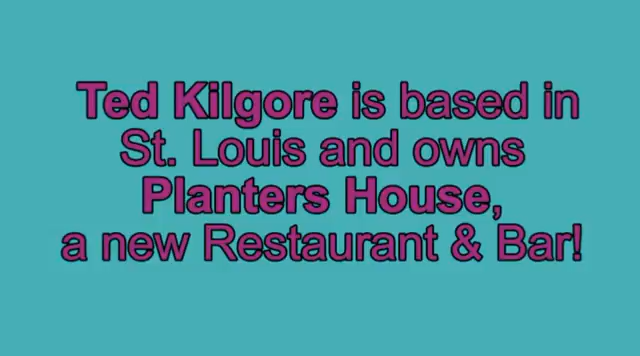 Ted Kilgore is based in
St. Louis and owns
Planters House,
a new Restaurant & Bar!